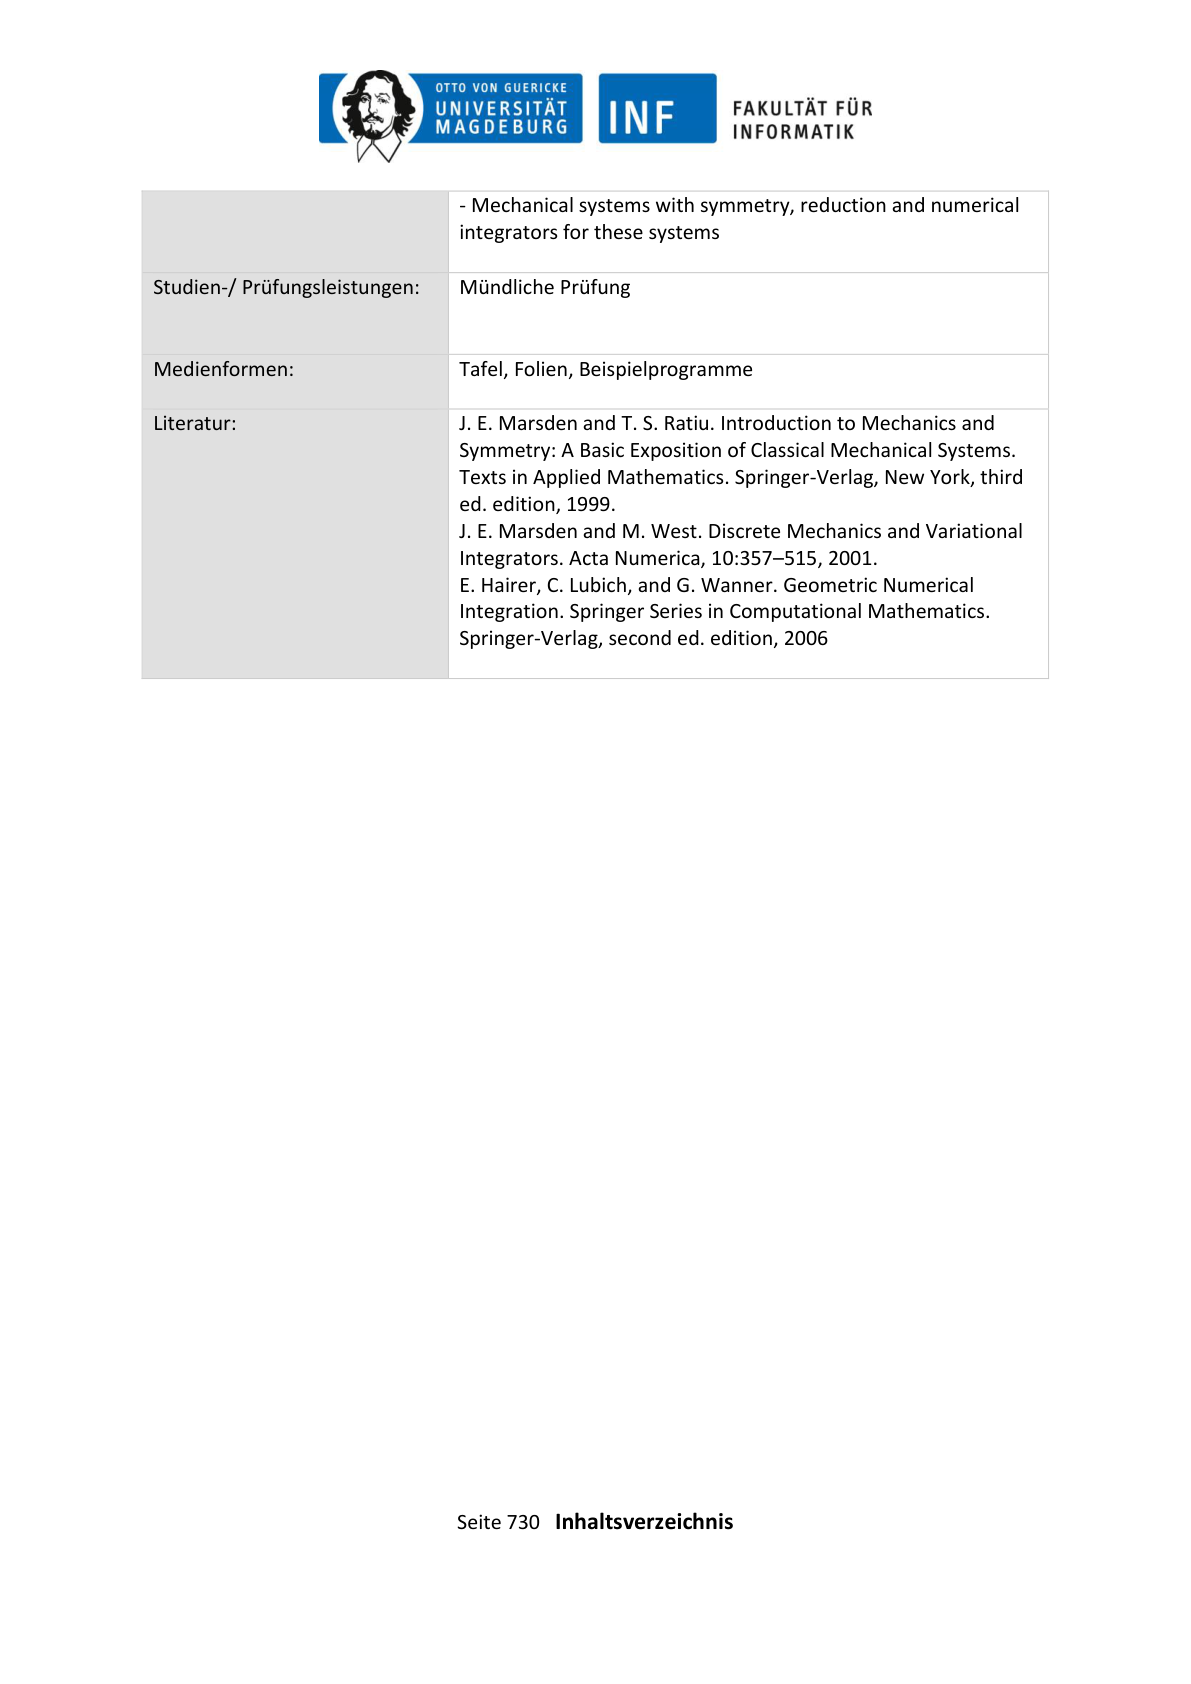 OTTO VON GUERICKE
UNIVERSITÄT
MAGDEBURG
INF
FAKULTÄT FÜR
INFORMATIK
- Mechanical systems with symmetry, reduction and numerical
integrators for these systems
Studien-/ Prüfungsleistungen:
Mündliche Prüfung
Medienformen:
Tafel, Folien, Beispielprogramme
Literatur:
J. E. Marsden and T. S. Ratiu. Introduction to Mechanics and
Symmetry: A Basic Exposition of Classical Mechanical Systems.
Texts in Applied Mathematics. Springer-Verlag, New York, third
ed. edition, 1999.
J. E. Marsden and M. West. Discrete Mechanics and Variational
Integrators. Acta Numerica, 10:357–515, 2001.
E. Hairer, C. Lubich, and G. Wanner. Geometric Numerical
Integration. Springer Series in Computational Mathematics.
Springer-Verlag, second ed. edition, 2006
Seite 730 Inhaltsverzeichnis